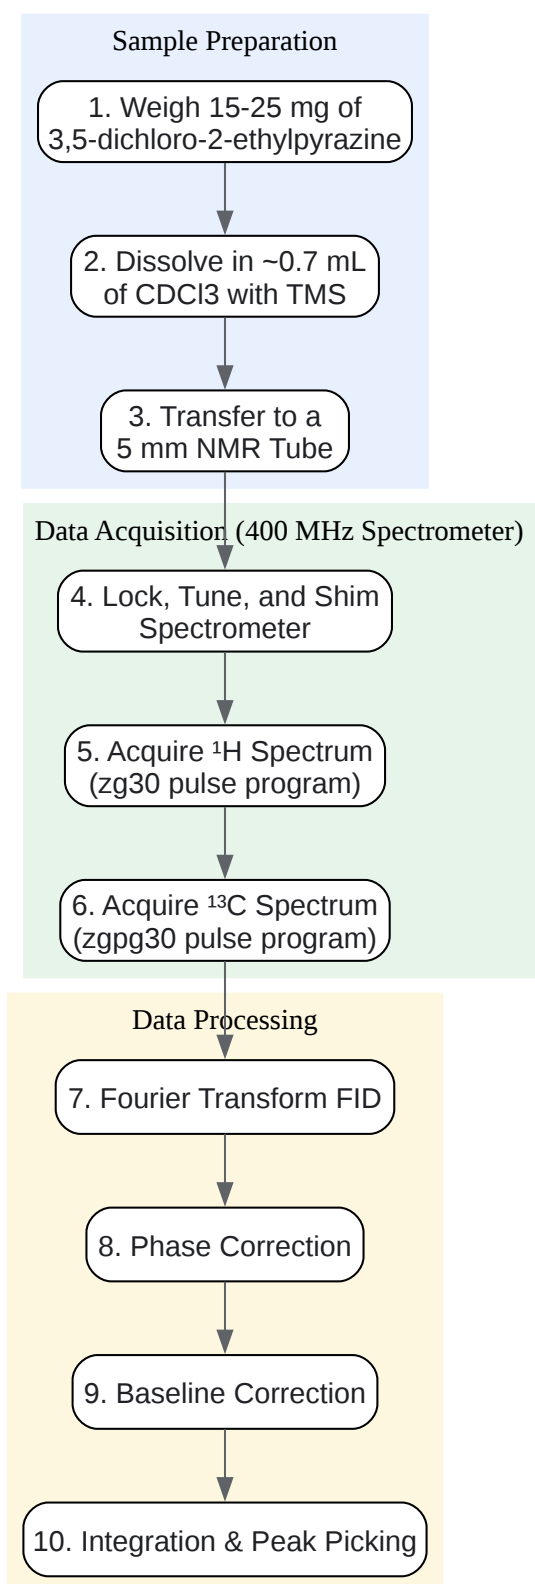 Sample Preparation
1. Weigh 15-25 mg of
3,5-dichloro-2-ethylpyrazine
2. Dissolve in ~0.7 mL
of CDCl3 with TMS
3. Transfer to a
5 mm NMR Tube
Data Acquisition (400 MHz Spectrometer)
4. Lock, Tune, and Shim
Spectrometer
5. Acquire ¹H Spectrum
(zg30 pulse program)
6. Acquire ¹³C Spectrum
(zgpg30 pulse program)
Data Processing
7. Fourier Transform FID
8. Phase Correction
9. Baseline Correction
10. Integration & Peak Picking